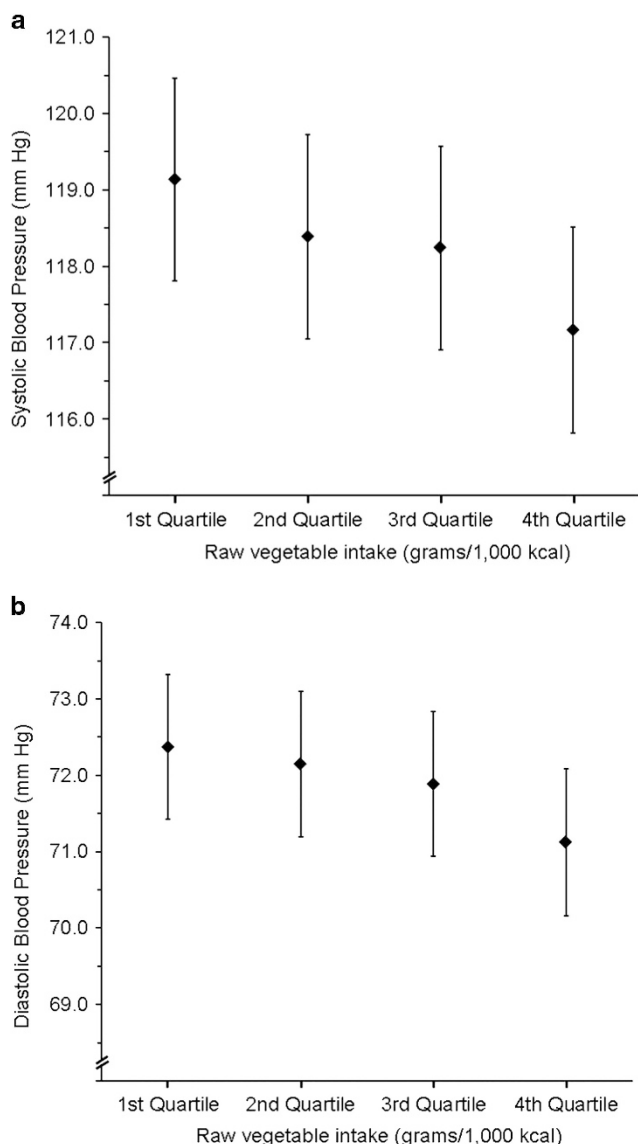 a
Systolic Blood Pressure (mm Hg)
121.0
120.0
119.0
118.0
117.0
116.0
1st Quartile 2nd Quartile 3rd Quartile 4th Quartile
Raw vegetable intake (grams/1,000 kcal)
b
Diastolic Blood Pressure (mm Hg)
74.0
73.0
72.0
71.0
70.0
69.0
1st Quartile 2nd Quartile 3rd Quartile 4th Quartile
Raw vegetable intake (grams/1,000 kcal)